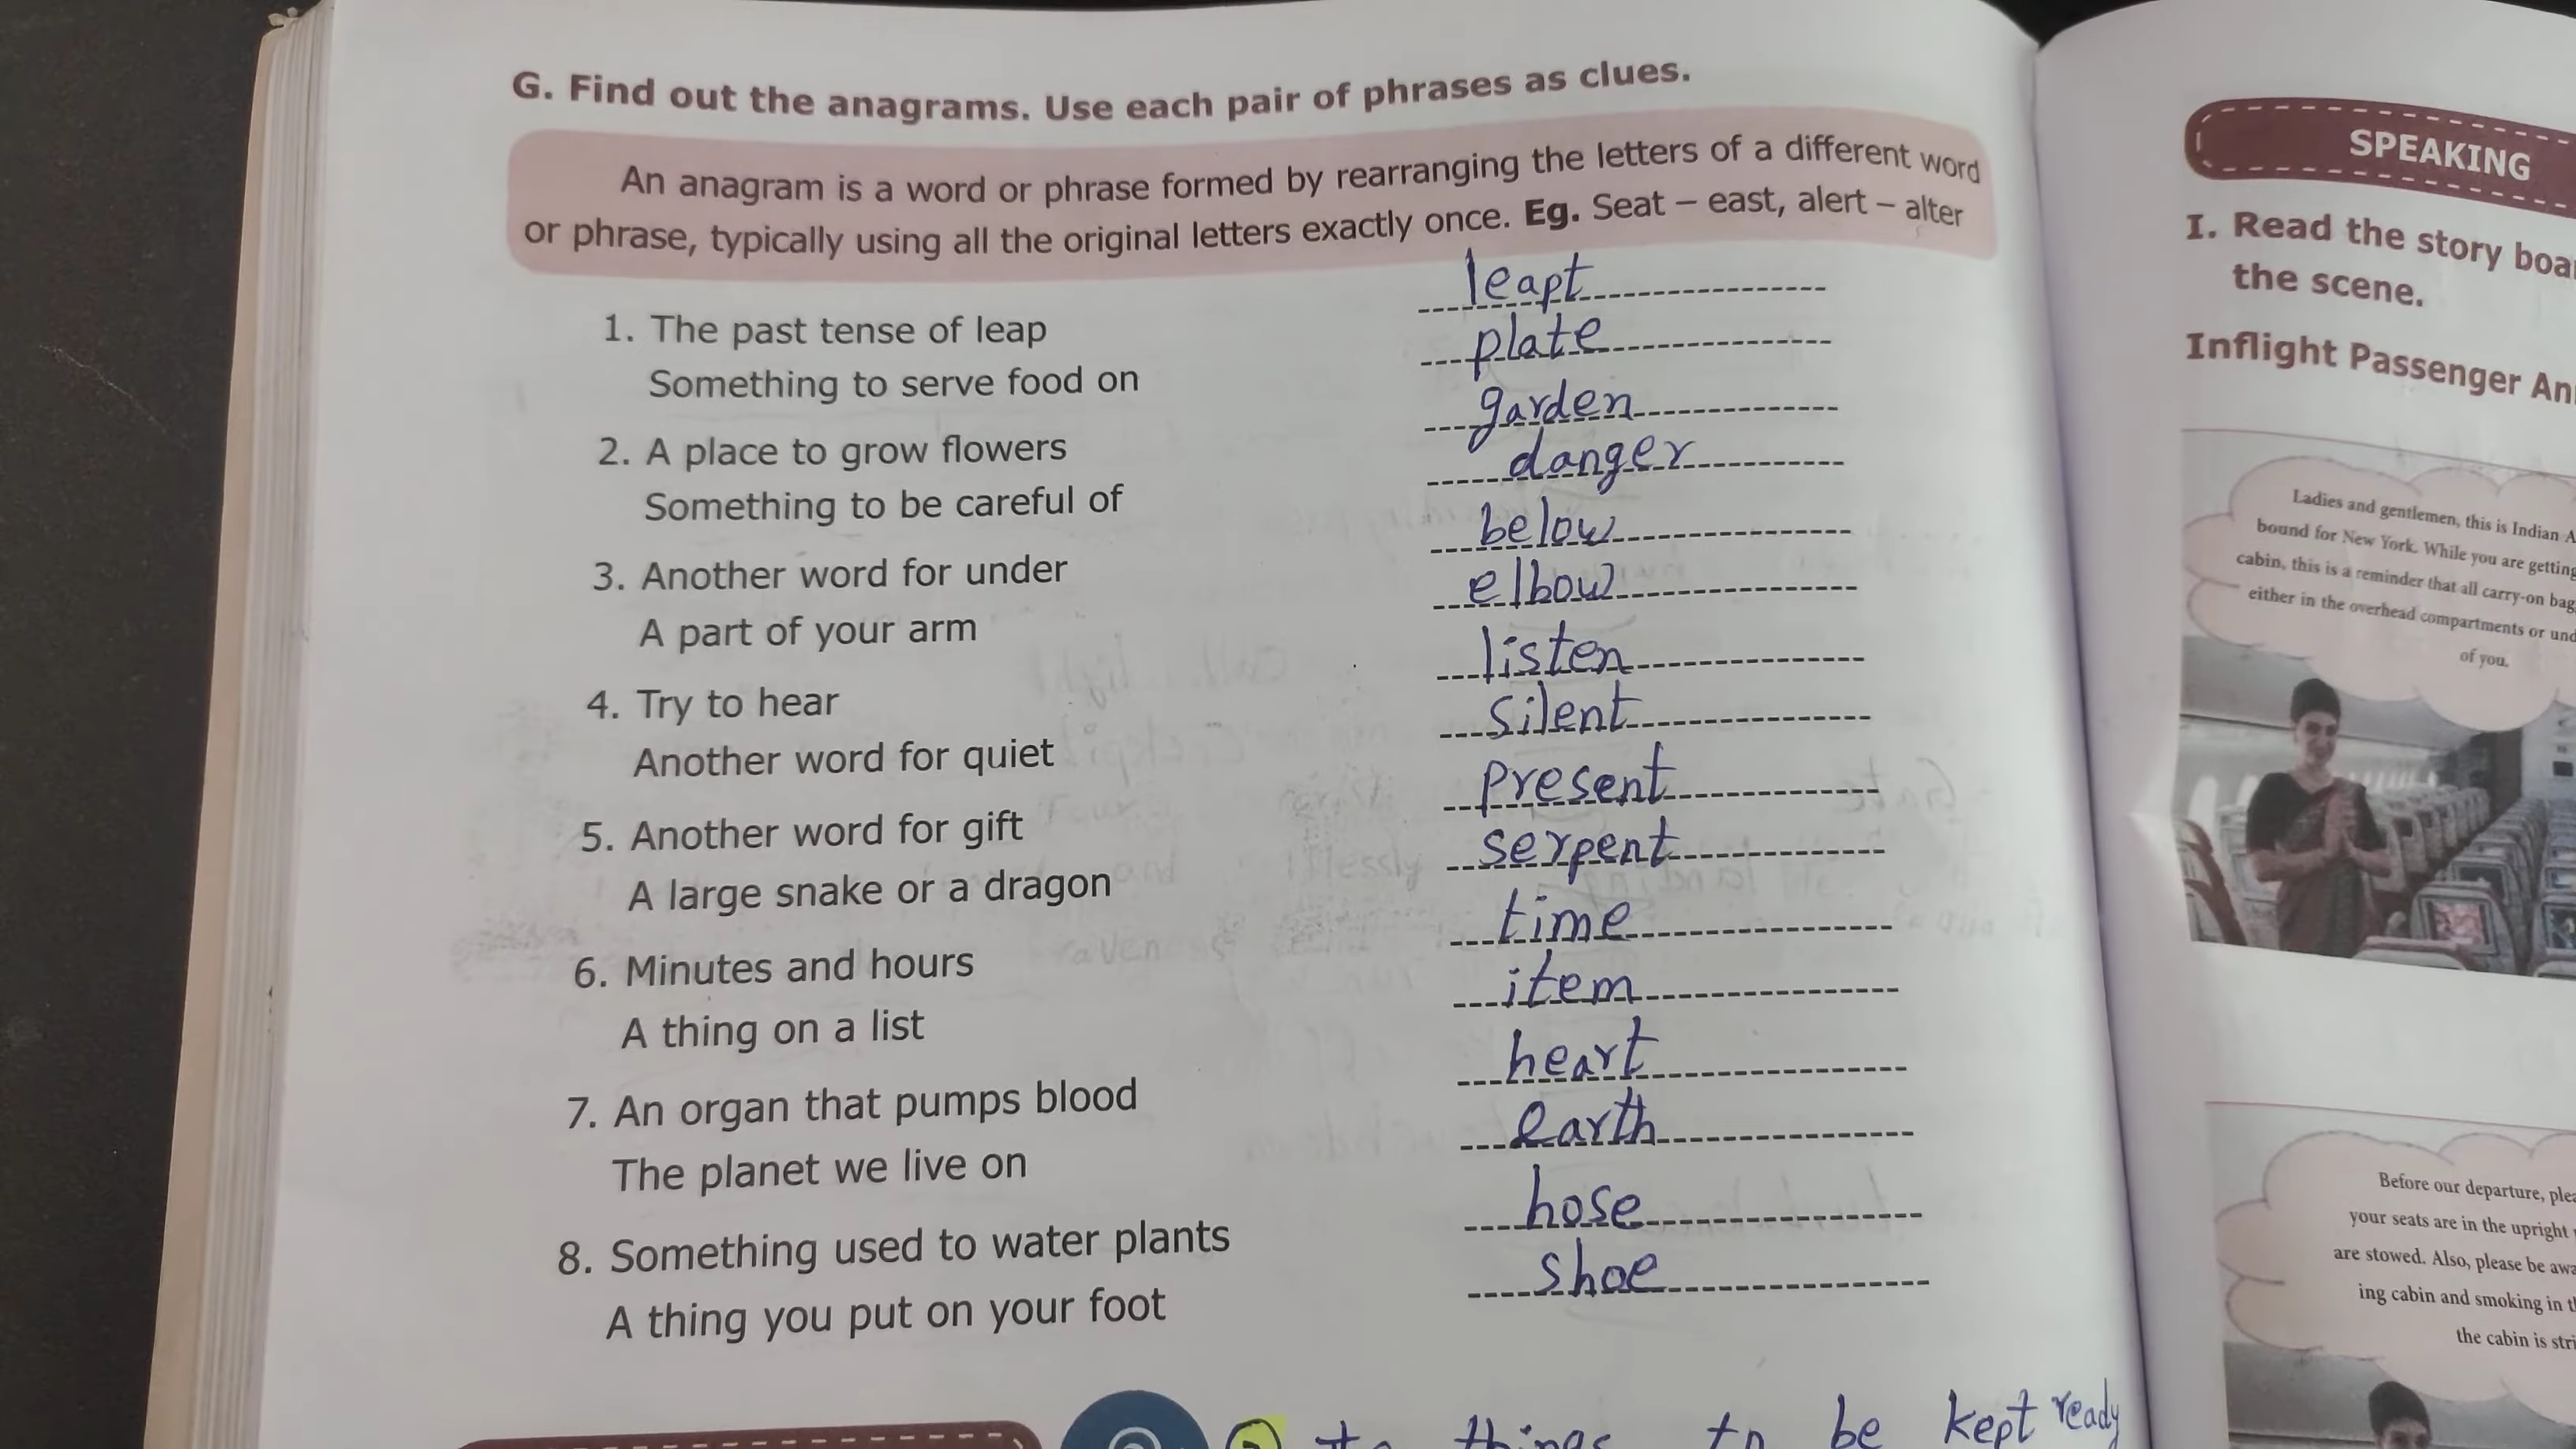 G. Find out the anagrams. Use each pair of phrases as clues.
An anagram is a word or phrase formed by rearranging the letters of a different word
or phrase, typically using all the original letters exactly once. Eg. Seat – east, alert – alter
1. The past tense of leap leapt
Something to serve food on plate
2. A place to grow flowers garden
Something to be careful of danger
3. Another word for under below
A part of your arm elbow
4. Try to hear listen
Another word for quiet silent
5. Another word for gift present
A large snake or a dragon serpent
6. Minutes and hours time
A thing on a list item
7. An organ that pumps blood heart
The planet we live on earth
8. Something used to water plants hose
A thing you put on your foot shoe
things to be kept ready
SPEAKING
I. Read the story
the scene.
Inflight Passenger
Ladies and gentlemen, this is Indian
bound for New York. While you are getting
cabin, this is a reminder that all carry-on
either in the overhead compartments or
of you.
Before our departure,
your seats are in the upright
are stowed. Also, please be
ing cabin and smoking in
the cabin is